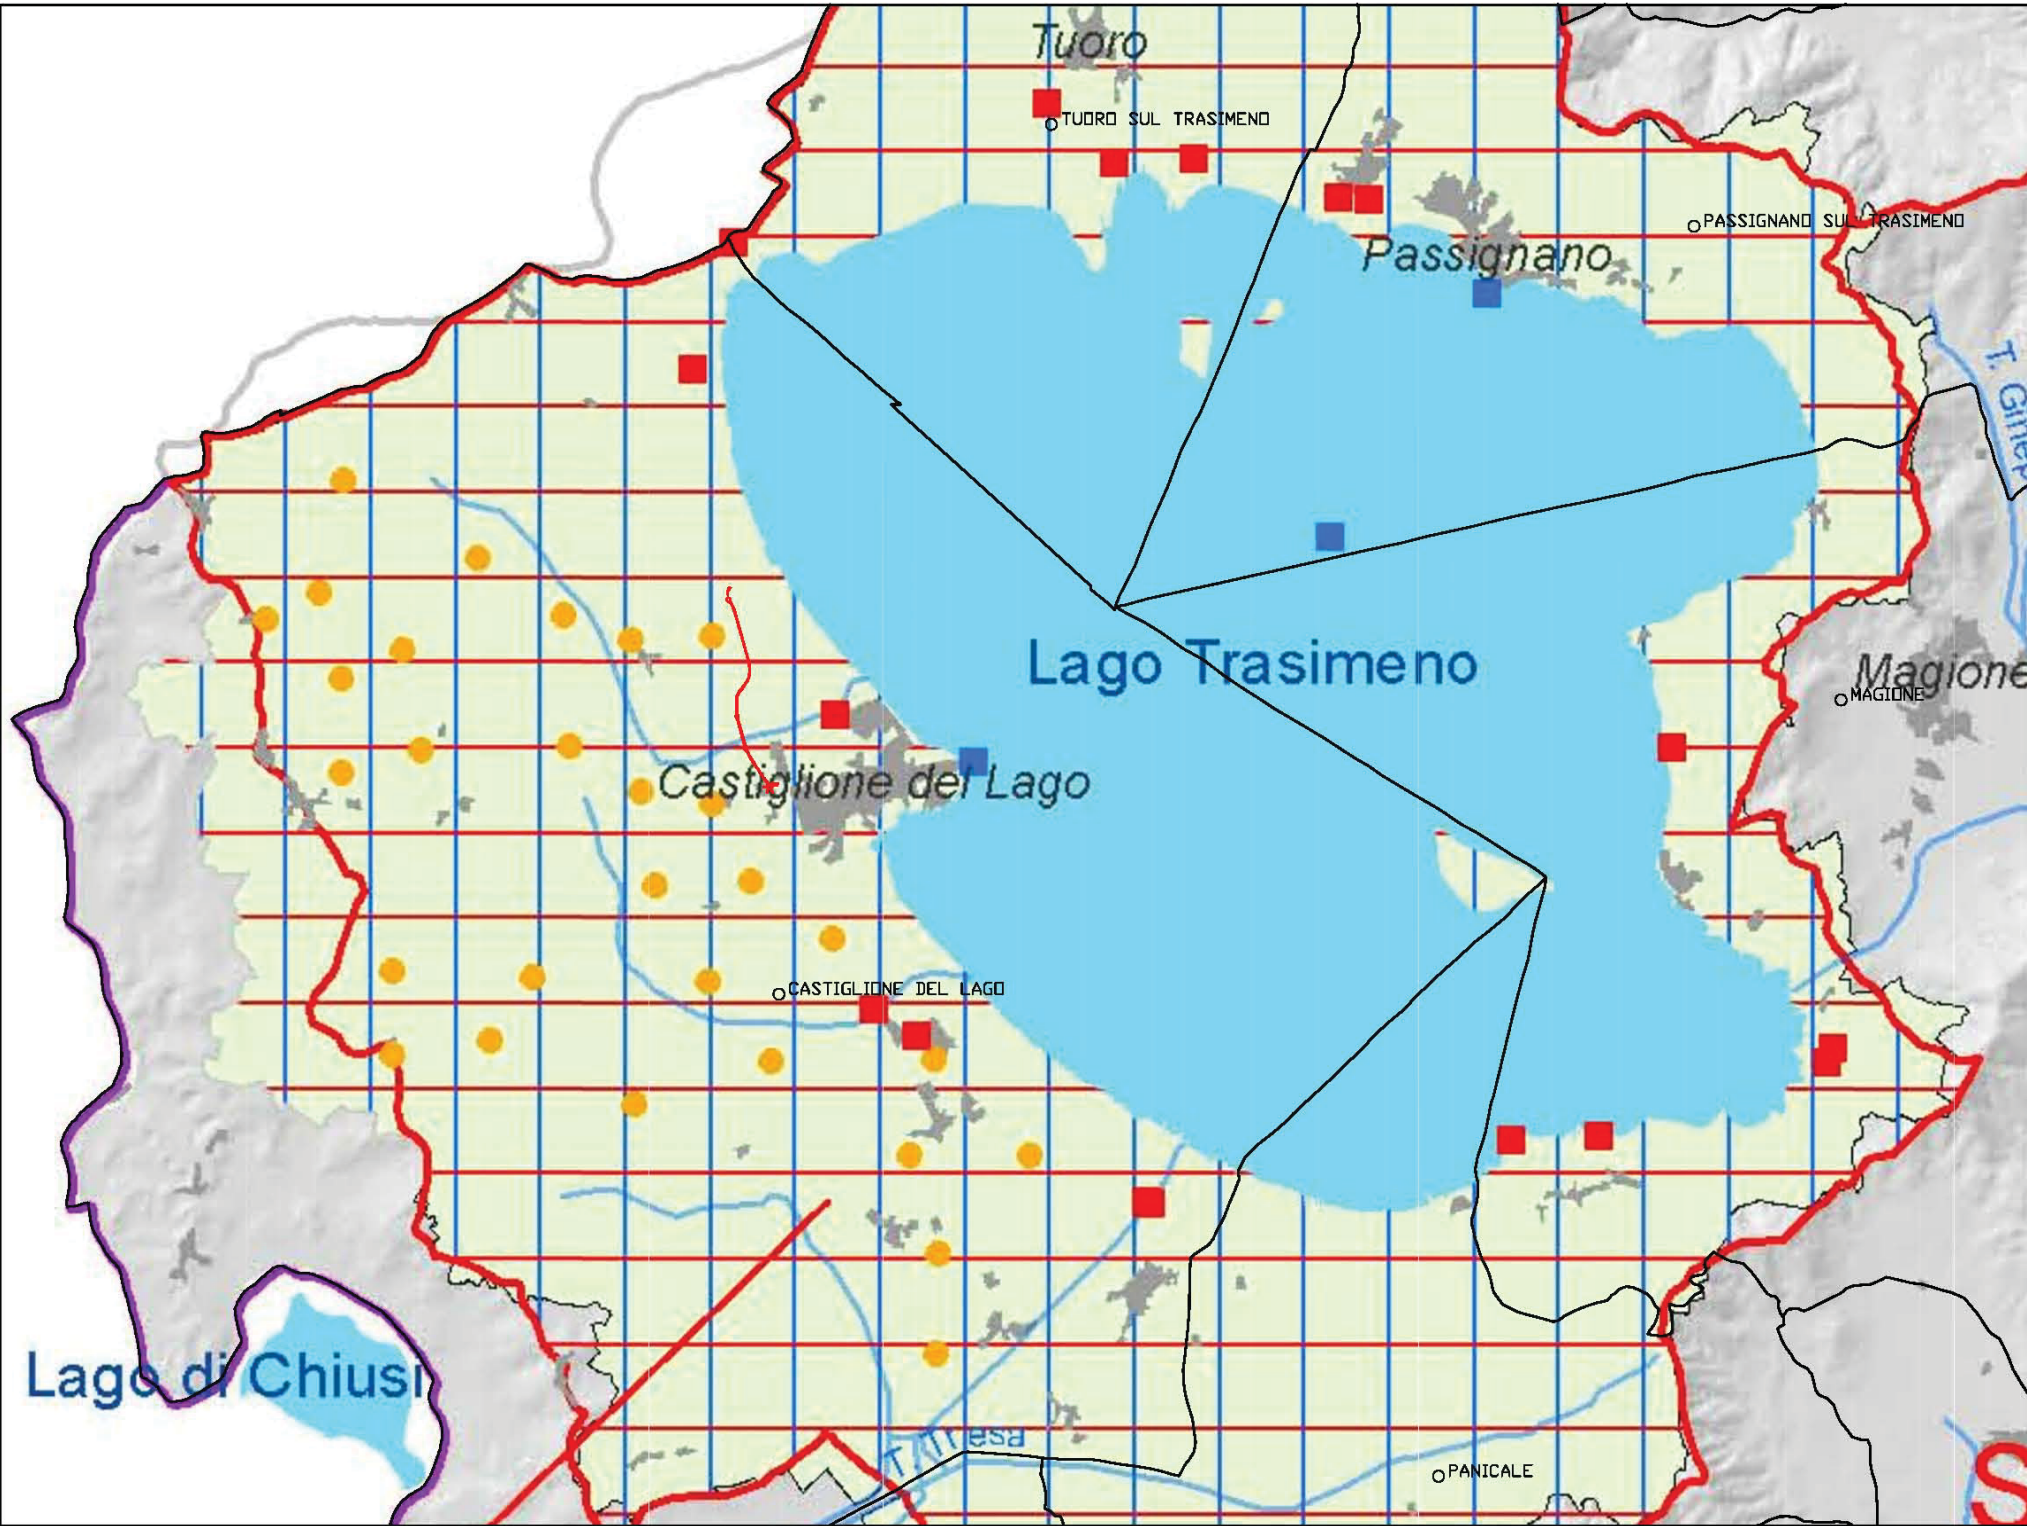 Tuoro
TUORO SUL TRASIMENO
PASSIGNANO SUL TRASIMENO
Passignano
Lago Trasimeno
Magione
MAGIONE
Castiglione del Lago
CASTIGLIONE DEL LAGO
Lago di Chiusi
T. Tresa
PANICALE
S